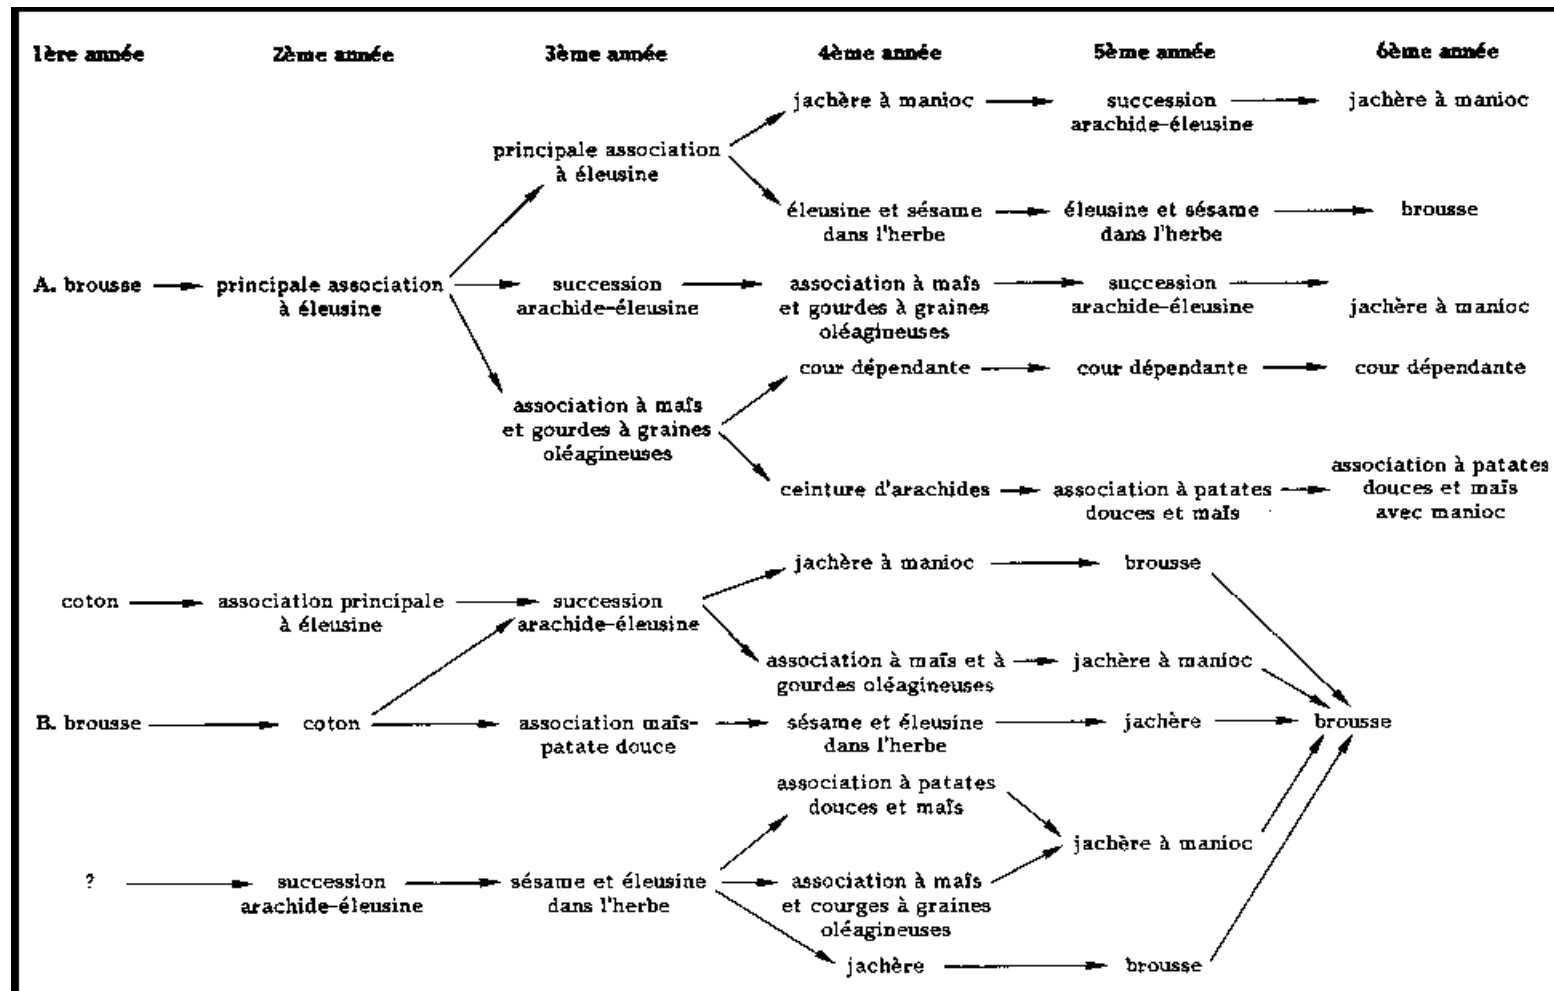 1ère année 2ème année 3ème année 4ème année 5ème année 6ème année
jachère à manioc succession jachère à manioc
arachide-éleusine
principale association
à éleusine
éleusine et sésame éleusine et sésame brousse
dans l'herbe dans l'herbe
A. brousse principale association succession association à maïs succession
à éleusine arachide-éleusine et gourdes à graines arachide-éleusine jachère à manioc
oléagineuses
cour dépendante cour dépendante cour dépendante
association à maïs
et gourdes à graines
oléagineuses
association à patates
ceinture d'arachides association à patates douces et maïs
douces et maïs avec manioc
jachère à manioc brousse
coton association principale succession
à éleusine arachide-éleusine
association à maïs et à jachère à manioc
gourdes oléagineuses
B. brousse coton association maïs- sésame et éleusine jachère brousse
patate douce dans l'herbe
association à patates
douces et maïs
jachère à manioc
? succession sésame et éleusine association à maïs
arachide-éleusine dans l'herbe et courges à graines
oléagineuses
jachère brousse